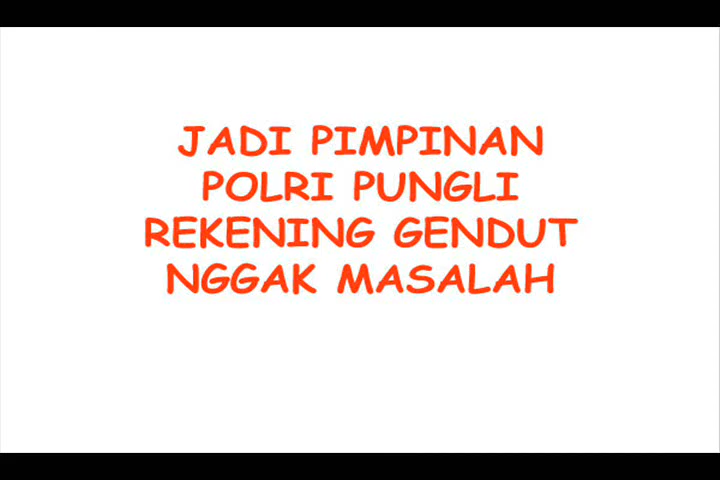 JADI PIMPINAN
POLRI PUNGLI
REKENING GENDUT
NGGAK MASALAH